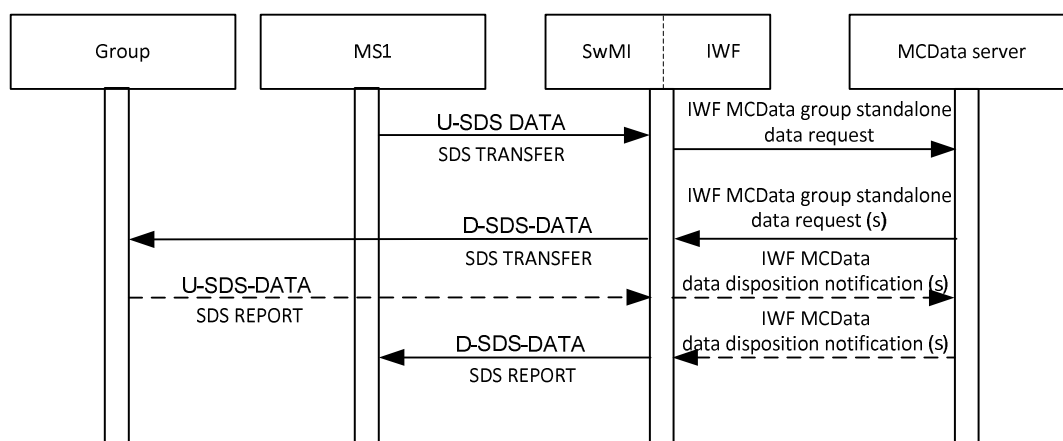 Group
MS1
SwMI
IWF
MCData server
U-SDS DATA
SDS TRANSFER
IWF MCData group standalone
data request
IWF MCData group standalone
data request (s)
D-SDS-DATA
SDS TRANSFER
IWF MCData
data disposition notification (s)
U-SDS-DATA
SDS REPORT
IWF MCData
data disposition notification (s)
D-SDS-DATA
SDS REPORT